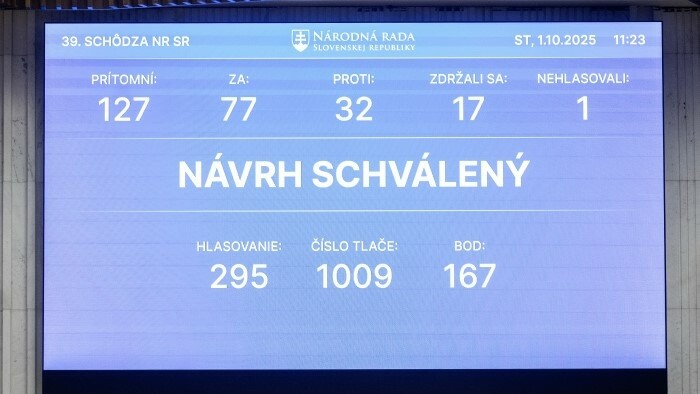 39. SCHÔDZA NR SR NÁRODNÁ RADA SLOVENSKEJ REPUBLIKY ST, 1.10.2025 11:23
PRÍTOMNÍ: ZA: PROTI: ZDRŽALI SA: NEHLASOVALI:
127 77 32 17 1
NÁVRH SCHVÁLENÝ
HLASOVANIE: ČÍSLO TLAČE: BOD:
295 1009 167